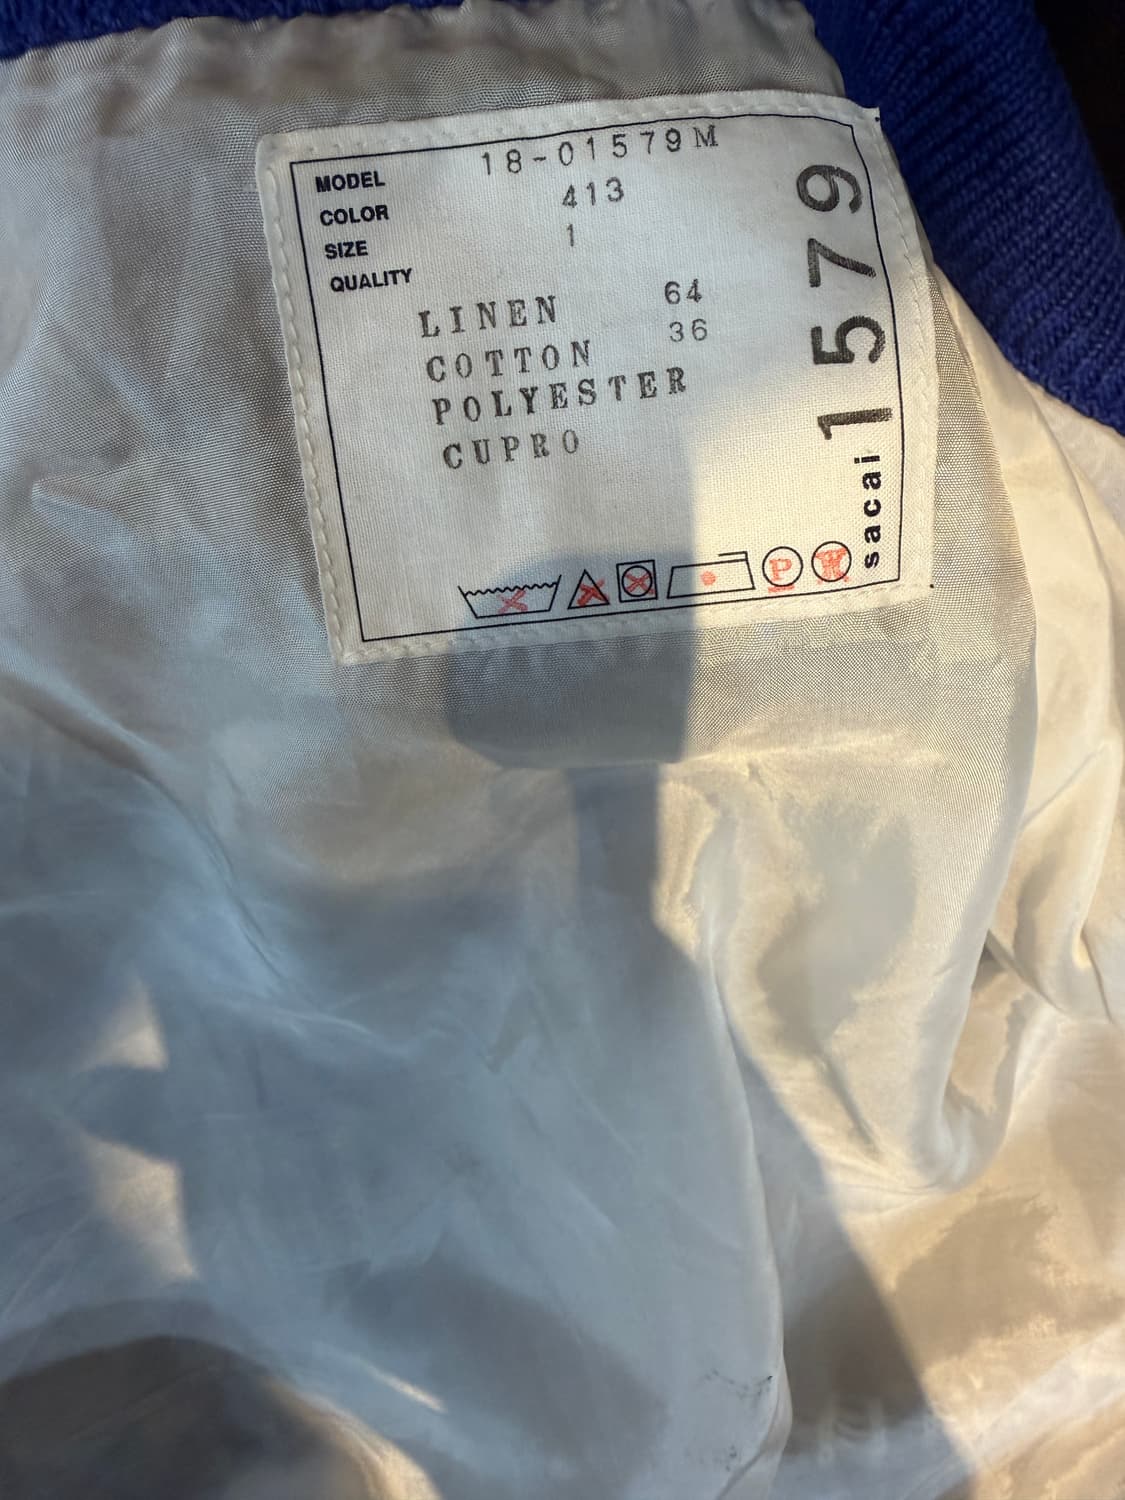 MODEL 18-01579M
COLOR 413
SIZE 1
QUALITY
LINEN 64
COTTON 36
POLYESTER
CUPRO
P
W
sacai 1579